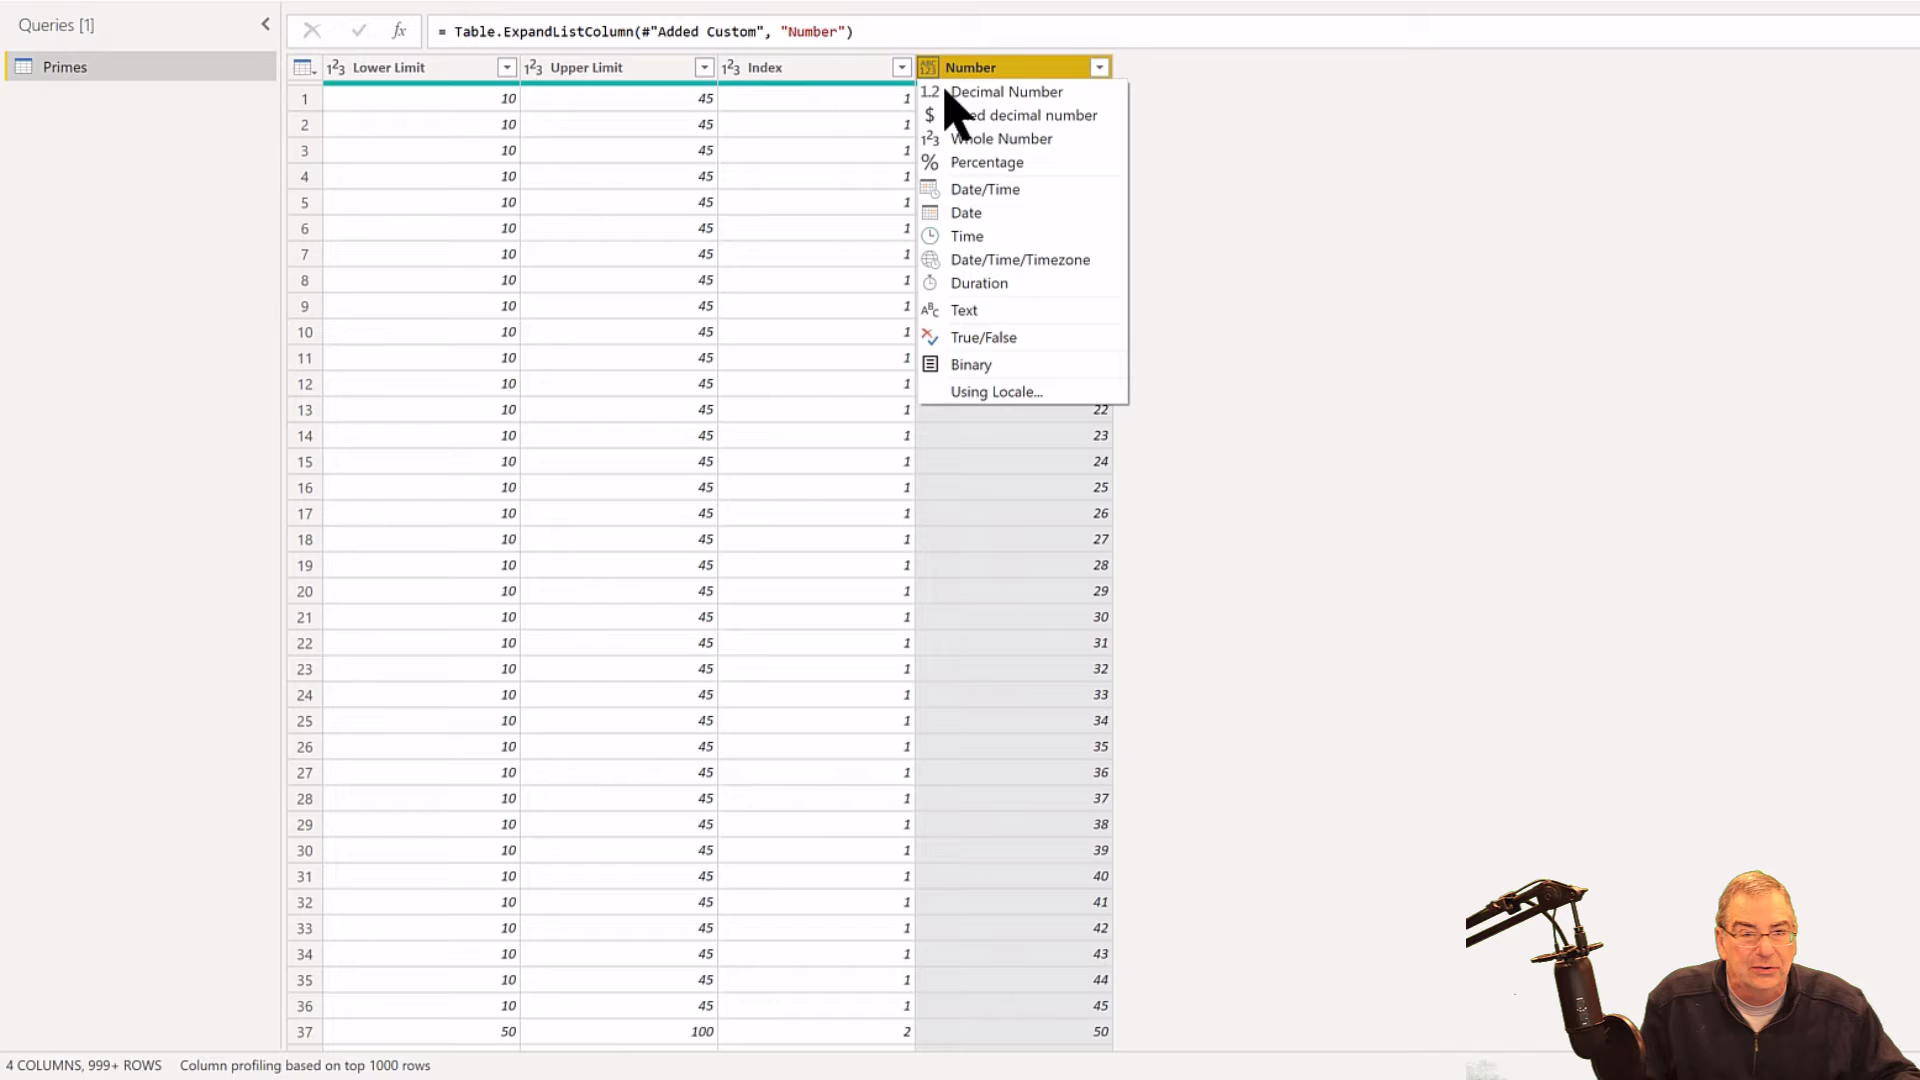 Queries [1]
= Table.ExpandListColumn(#"Added Custom", "Number")
Primes
Lower Limit Upper Limit Index Number
1 10 45 1
2 10 45 1
3 10 45 1
4 10 45 1
5 10 45 1
6 10 45 1
7 10 45 1
8 10 45 1
9 10 45 1
10 10 45 1
11 10 45 1
12 10 45 1
13 10 45 1 22
14 10 45 1 23
15 10 45 1 24
16 10 45 1 25
17 10 45 1 26
18 10 45 1 27
19 10 45 1 28
20 10 45 1 29
21 10 45 1 30
22 10 45 1 31
23 10 45 1 32
24 10 45 1 33
25 10 45 1 34
26 10 45 1 35
27 10 45 1 36
28 10 45 1 37
29 10 45 1 38
30 10 45 1 39
31 10 45 1 40
32 10 45 1 41
33 10 45 1 42
34 10 45 1 43
35 10 45 1 44
36 10 45 1 45
37 50 100 2 50
1.2 Decimal Number
$ decimal number
123 Whole Number
% Percentage
Date/Time
Date
Time
Date/Time/Timezone
Duration
ABC Text
True/False
Binary
Using Locale...
4 COLUMNS, 999+ ROWS Column profiling based on top 1000 rows